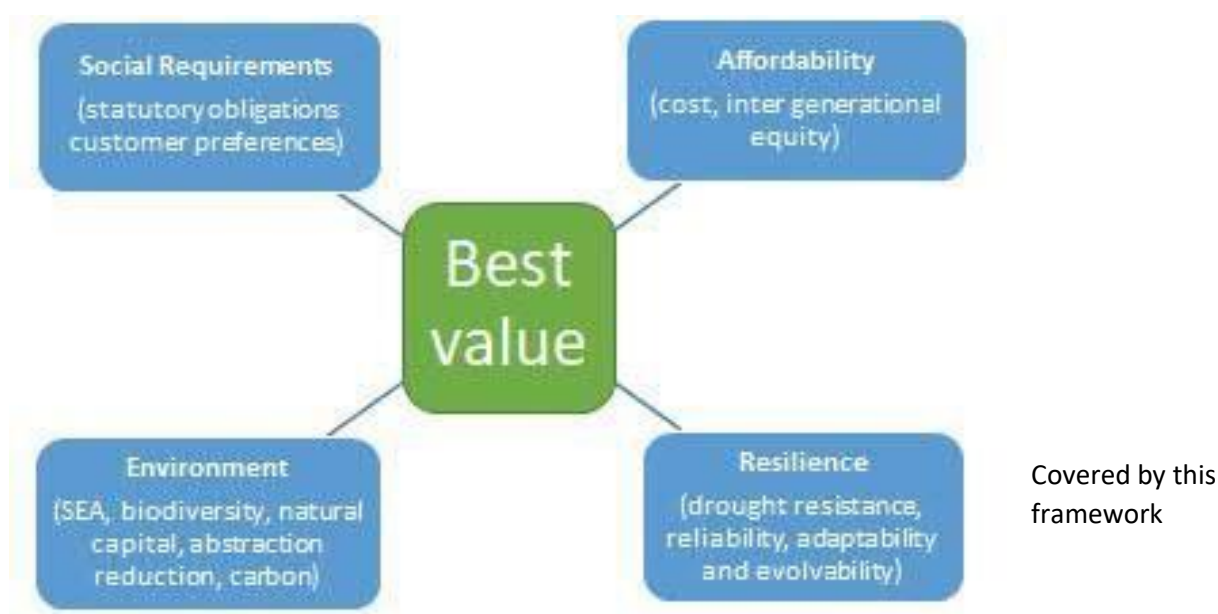 Social Requirements
(statutory obligations
customer preferences)
Affordability
(cost, inter generational
equity)
Best
value
Environment
(SEA, biodiversity, natural
capital, abstraction
reduction, carbon)
Resilience
(drought resistance,
reliability, adaptability
and evolvability)
Covered by this
framework